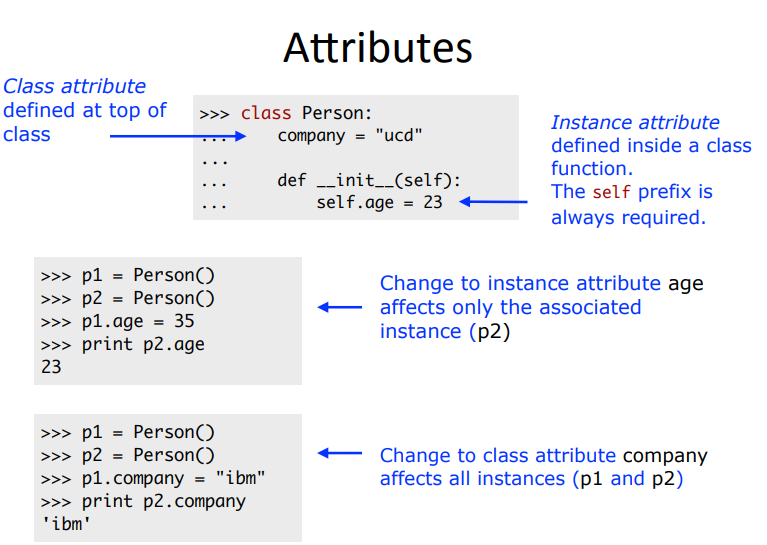 Attributes
Class attribute
defined at top of
class
>>> class Person:
... company = "ucd"
...
... def __init__(self):
... self.age = 23
Instance attribute
defined inside a class
function.
The self prefix is
always required.
>>> p1 = Person()
>>> p2 = Person()
>>> p1.age = 35
>>> print p2.age
23
Change to instance attribute age
affects only the associated
instance (p2)
>>> p1 = Person()
>>> p2 = Person()
>>> p1.company = "ibm"
>>> print p2.company
'ibm'
Change to class attribute company
affects all instances (p1 and p2)